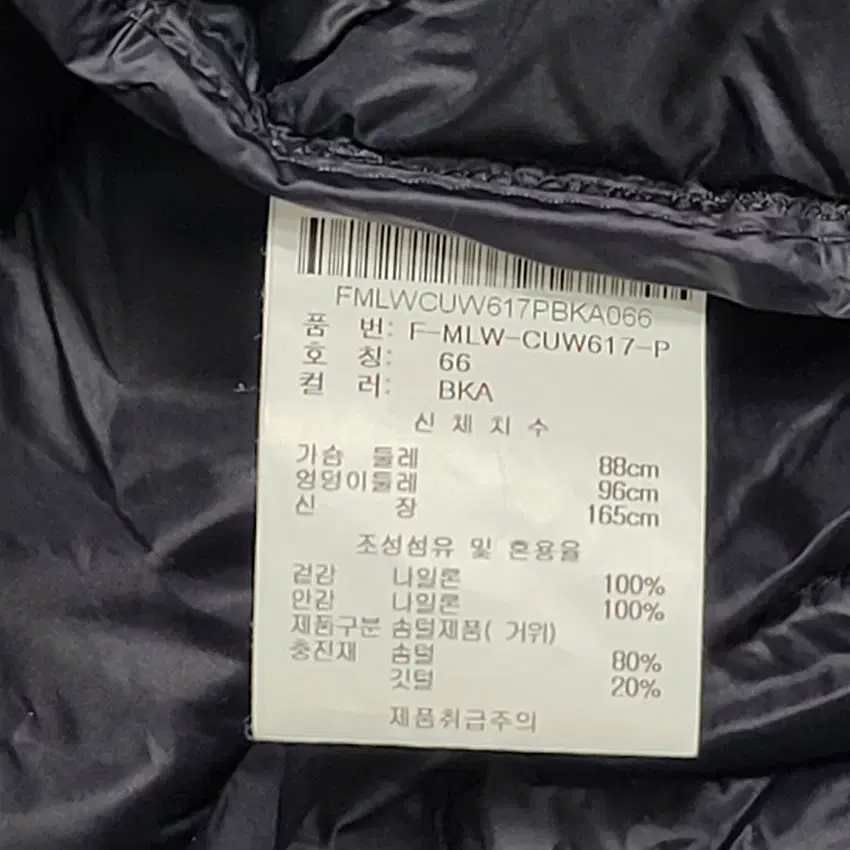 FMLWCUW617PBKA066
품 번: F-MLW-CUW617-P
호 칭: 66
컬 러: BKA
신 체 치 수
가슴 둘레 88cm
엉덩이둘레 96cm
신 장 165cm
조성섬유 및 혼용율
겉감 나일론 100%
안감 나일론 100%
제품구분 솜털제품( 거위)
충진재 솜털 80%
깃털 20%
제품취급주의